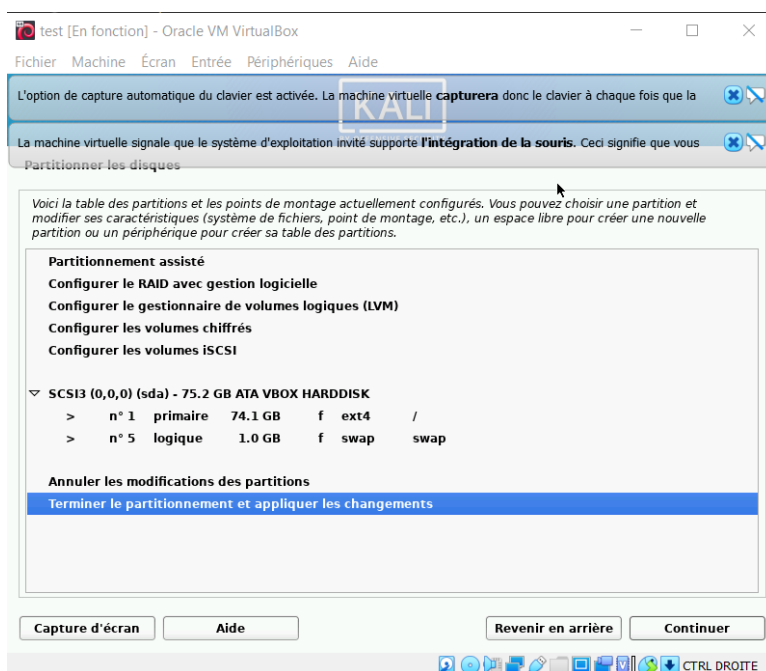 test [En fonction] - Oracle VM VirtualBox
Fichier Machine Écran Entrée Périphériques Aide
L'option de capture automatique du clavier est activée. La machine virtuelle capturera donc le clavier à chaque fois que la
KALI
La machine virtuelle signale que le système d'exploitation invité supporte l'intégration de la souris. Ceci signifie que vous
Partitionner les disques
Voici la table des partitions et les points de montage actuellement configurés. Vous pouvez choisir une partition et
modifier ses caractéristiques (système de fichiers, point de montage, etc.), un espace libre pour créer une nouvelle
partition ou un périphérique pour créer sa table des partitions.
Partitionnement assisté
Configurer le RAID avec gestion logicielle
Configurer le gestionnaire de volumes logiques (LVM)
Configurer les volumes chiffrés
Configurer les volumes iSCSI
SCSI3 (0,0,0) (sda) - 75.2 GB ATA VBOX HARDDISK
> n° 1 primaire 74.1 GB f ext4 /
> n° 5 logique 1.0 GB f swap swap
Annuler les modifications des partitions
Terminer le partitionnement et appliquer les changements
Capture d'écran Aide Revenir en arrière Continuer
CTRL DROITE